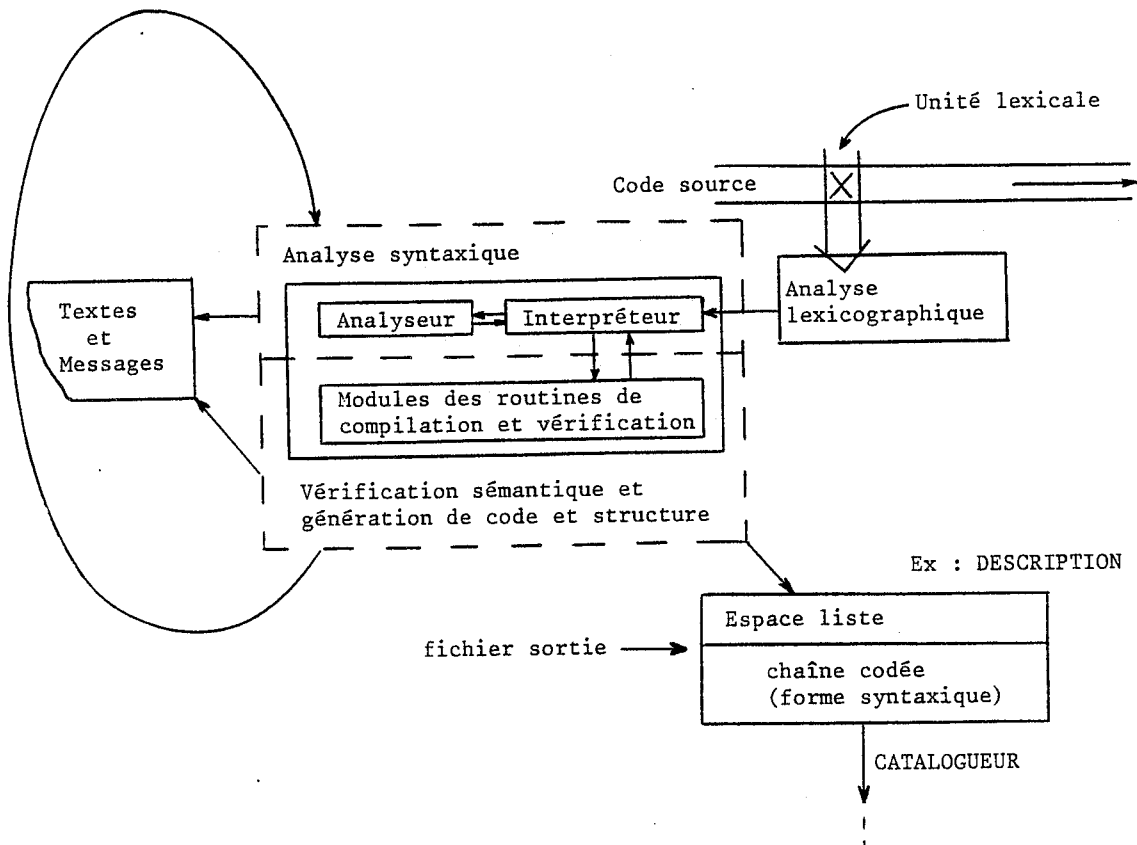 Unité lexicale
Code source
Analyse syntaxique
Analyse
lexicographique
Textes
et
Messages
Analyseur
Interpréteur
Modules des routines de
compilation et vérification
Vérification sémantique et
génération de code et structure
Ex : DESCRIPTION
Espace liste
fichier sortie
chaîne codée
(forme syntaxique)
CATALOGUEUR